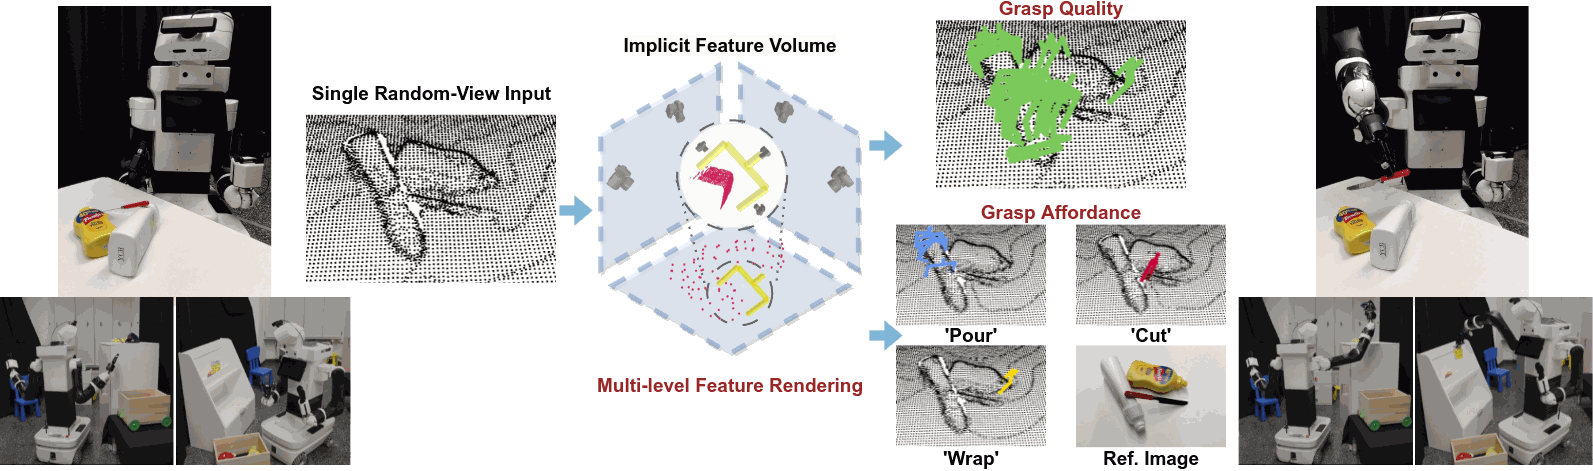 Single Random-View Input
Implicit Feature Volume
Multi-level Feature Rendering
Grasp Quality
Grasp Affordance
'Pour'
'Cut'
'Wrap'
Ref. Image